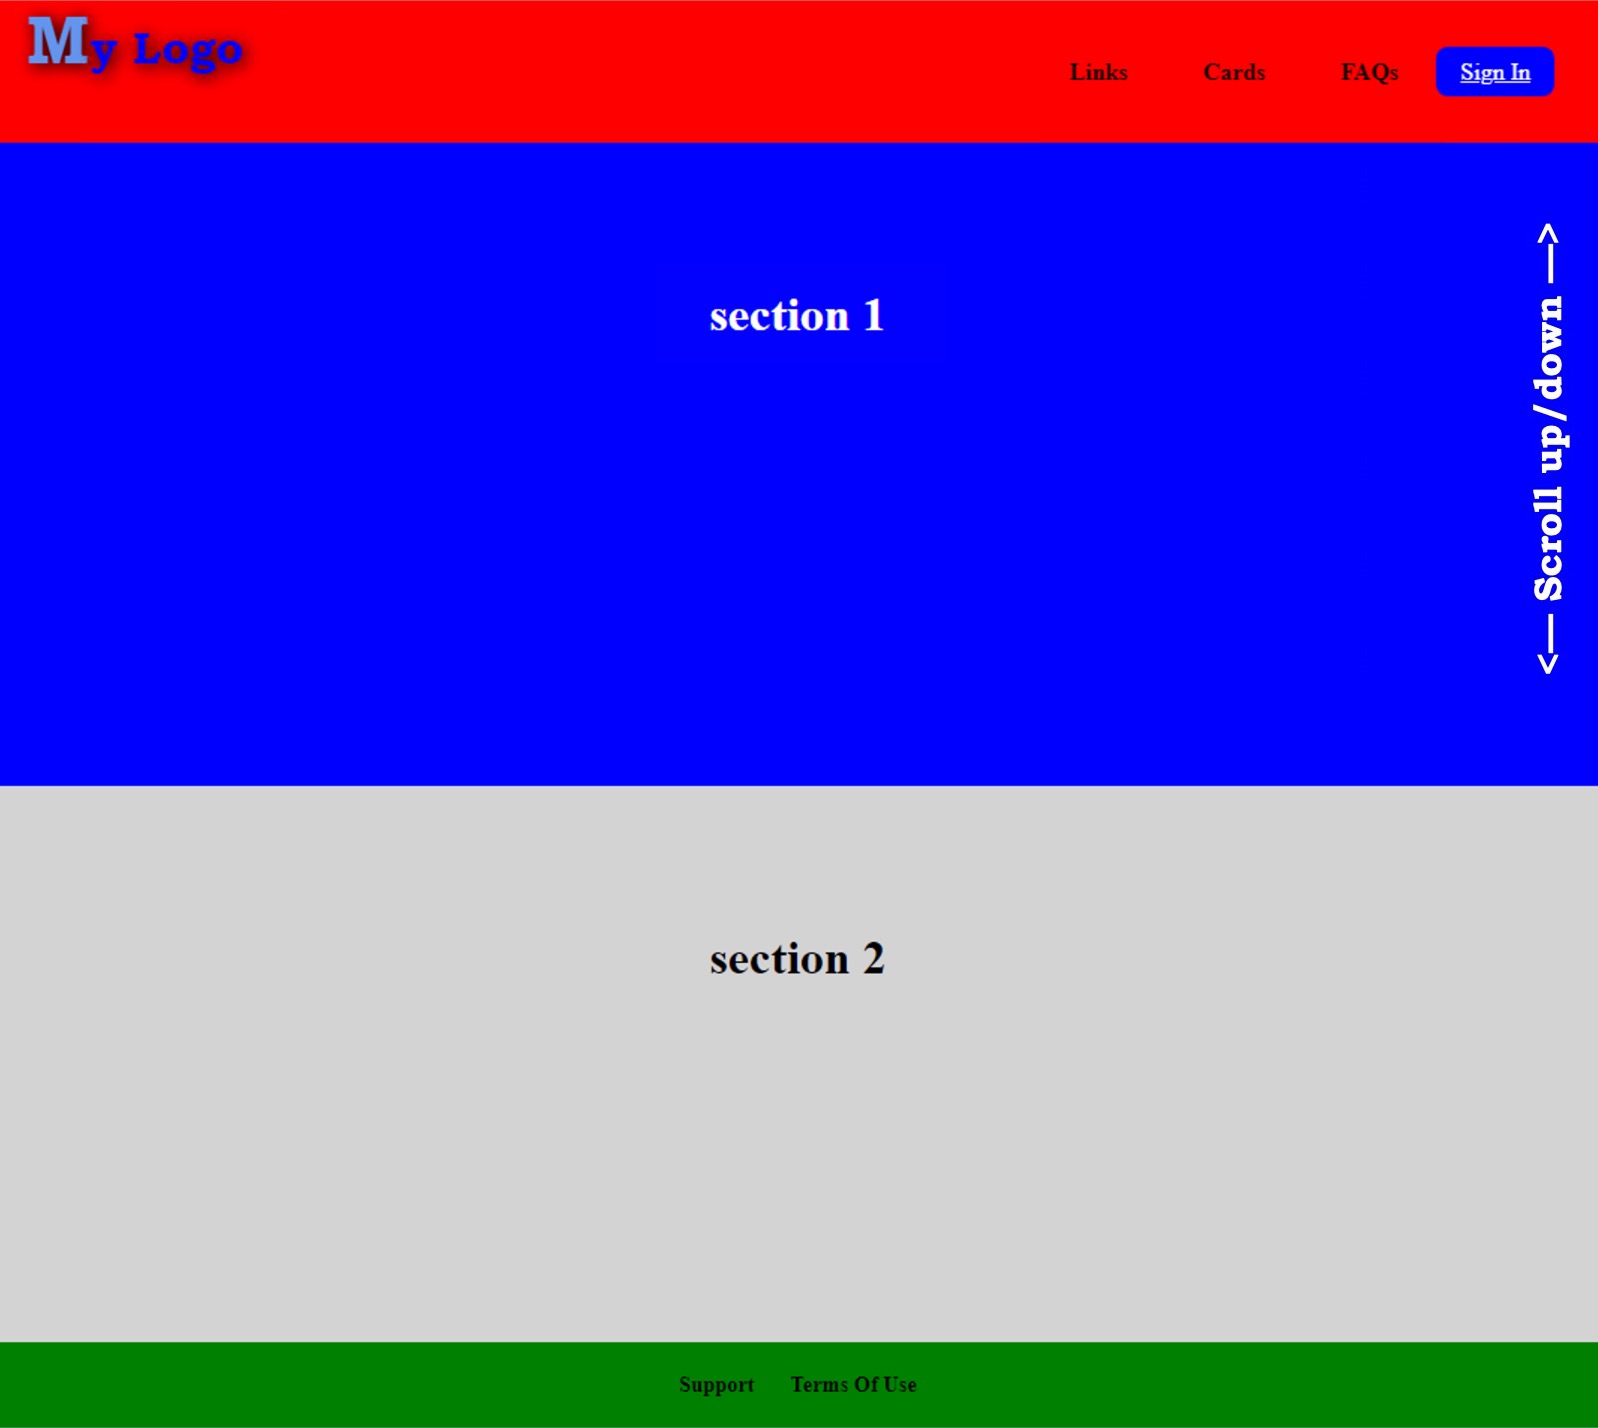 My Logo
Links
Cards
FAQs
Sign In
section 1
<— Scroll up/down —>
section 2
Support
Terms Of Use